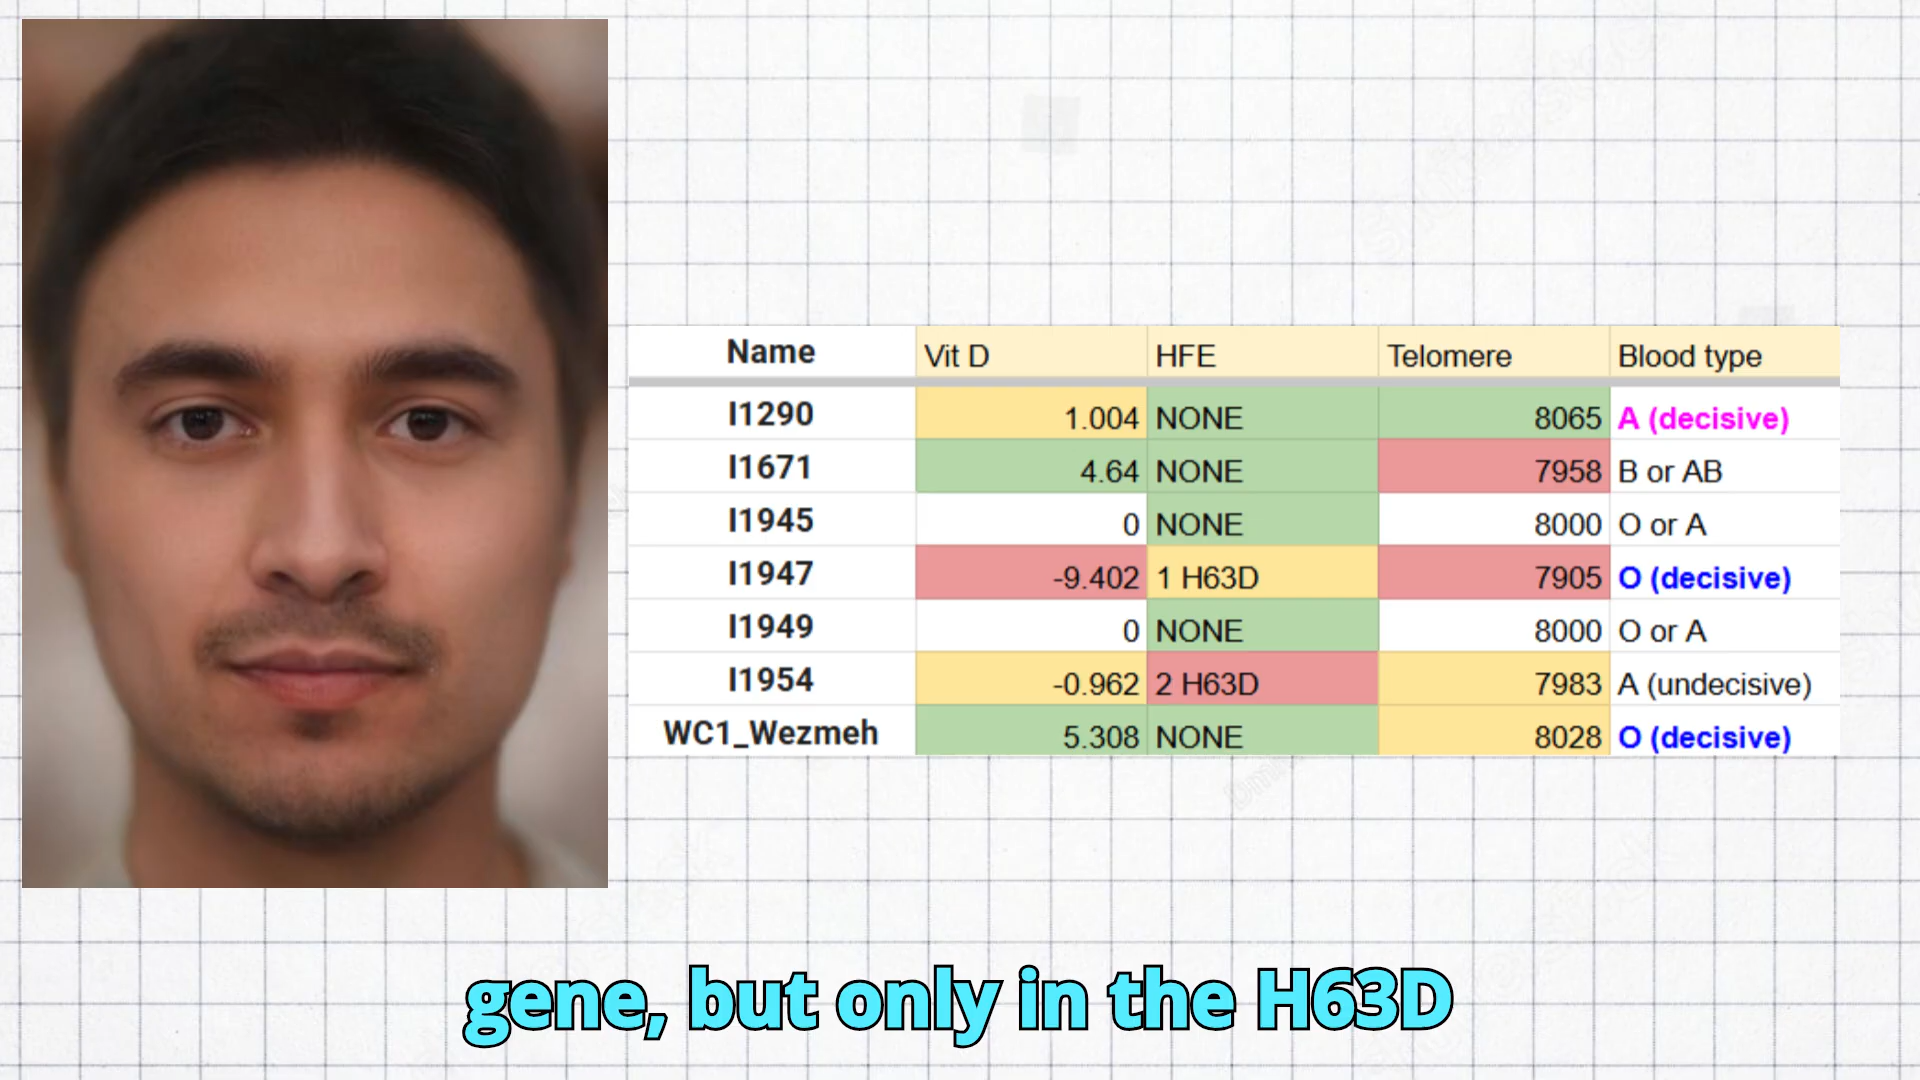 Name Vit D HFE Telomere Blood type
I1290 1.004 NONE 8065 A (decisive)
I1671 4.64 NONE 7958 B or AB
I1945 0 NONE 8000 O or A
I1947 -9.402 1 H63D 7905 O (decisive)
I1949 0 NONE 8000 O or A
I1954 -0.962 2 H63D 7983 A (undecisive)
WC1_Wezmeh 5.308 NONE 8028 O (decisive)
gene, but only in the H63D